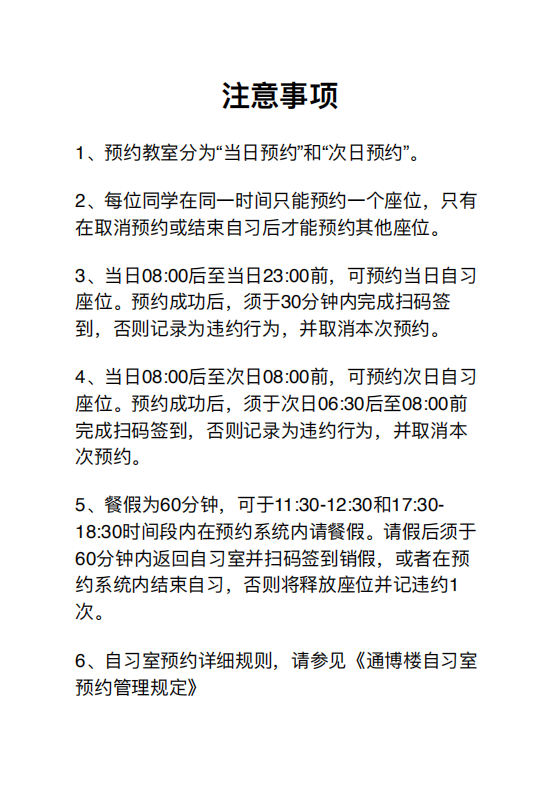 注意事项
1、预约教室分为“当日预约”和“次日预约”。
2、每位同学在同一时间只能预约一个座位，只有
在取消预约或结束自习后才能预约其他座位。
3、当日08:00后至当日23:00前，可预约当日自习
座位。预约成功后，须于30分钟内完成扫码签
到，否则记录为违约行为，并取消本次预约。
4、当日08:00后至次日08:00前，可预约次日自习
座位。预约成功后，须于次日06:30后至08:00前
完成扫码签到，否则记录为违约行为，并取消本
次预约。
5、餐假为60分钟，可于11:30-12:30和17:30-
18:30时间段内在预约系统内请餐假。请假后须于
60分钟内返回自习室并扫码签到销假，或者在预
约系统内结束自习，否则将释放座位并记违约1
次。
6、自习室预约详细规则，请参见《通博楼自习室
预约管理规定》